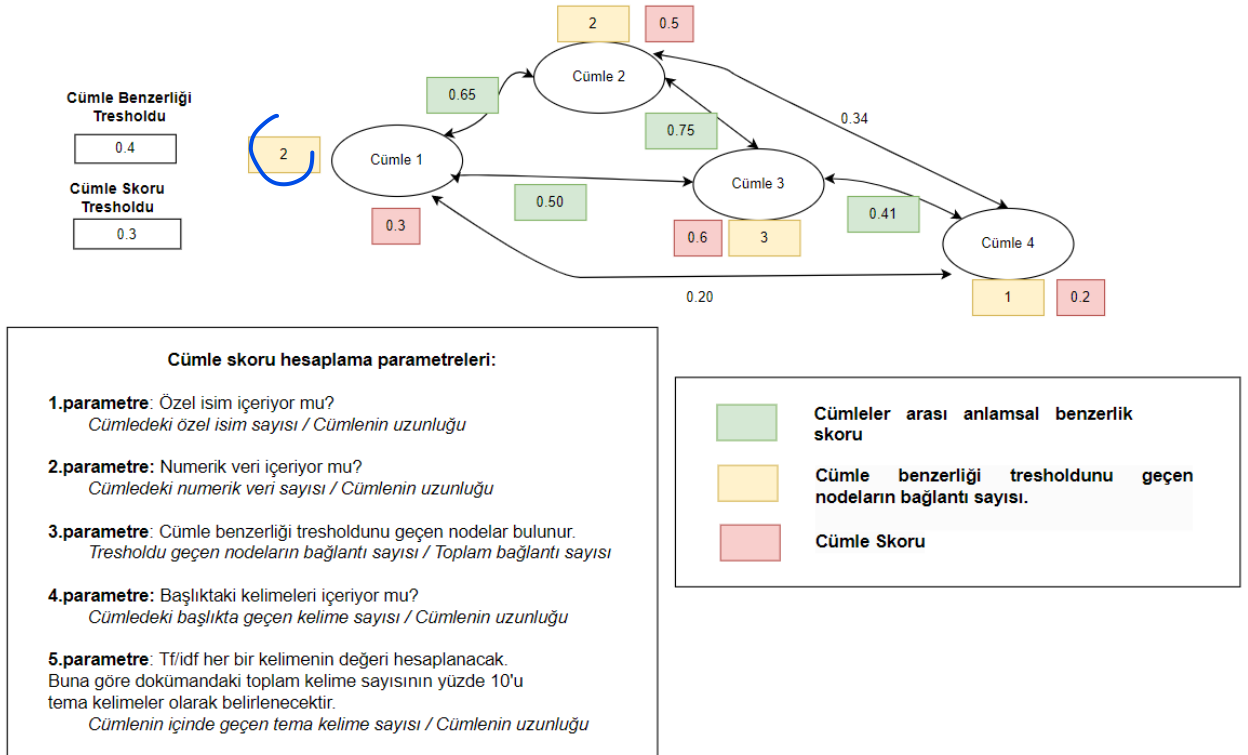 2
0.5
Cümle 2
Cümle Benzerliği
Tresholdu
0.4
0.65
0.75
0.34
2
Cümle 1
Cümle Skoru
Tresholdu
0.3
Cümle 3
0.50
0.41
0.3
0.6
3
Cümle 4
0.20
1
0.2
Cümle skoru hesaplama parametreleri:
1.parametre: Özel isim içeriyor mu?
Cümledeki özel isim sayısı / Cümlenin uzunluğu
2.parametre: Numerik veri içeriyor mu?
Cümledeki numerik veri sayısı / Cümlenin uzunluğu
3.parametre: Cümle benzerliği tresholdunu geçen nodelar bulunur.
Tresholdu geçen nodeların bağlantı sayısı / Toplam bağlantı sayısı
4.parametre: Başlıktaki kelimeleri içeriyor mu?
Cümledeki başlıkta geçen kelime sayısı / Cümlenin uzunluğu
5.parametre: Tf/idf her bir kelimenin değeri hesaplanacak.
Buna göre dokümandaki toplam kelime sayısının yüzde 10'u
tema kelimeler olarak belirlenecektir.
Cümlenin içinde geçen tema kelime sayısı / Cümlenin uzunluğu
Cümleler arası anlamsal benzerlik
skoru
Cümle benzerliği tresholdunu geçen
nodeların bağlantı sayısı.
Cümle Skoru